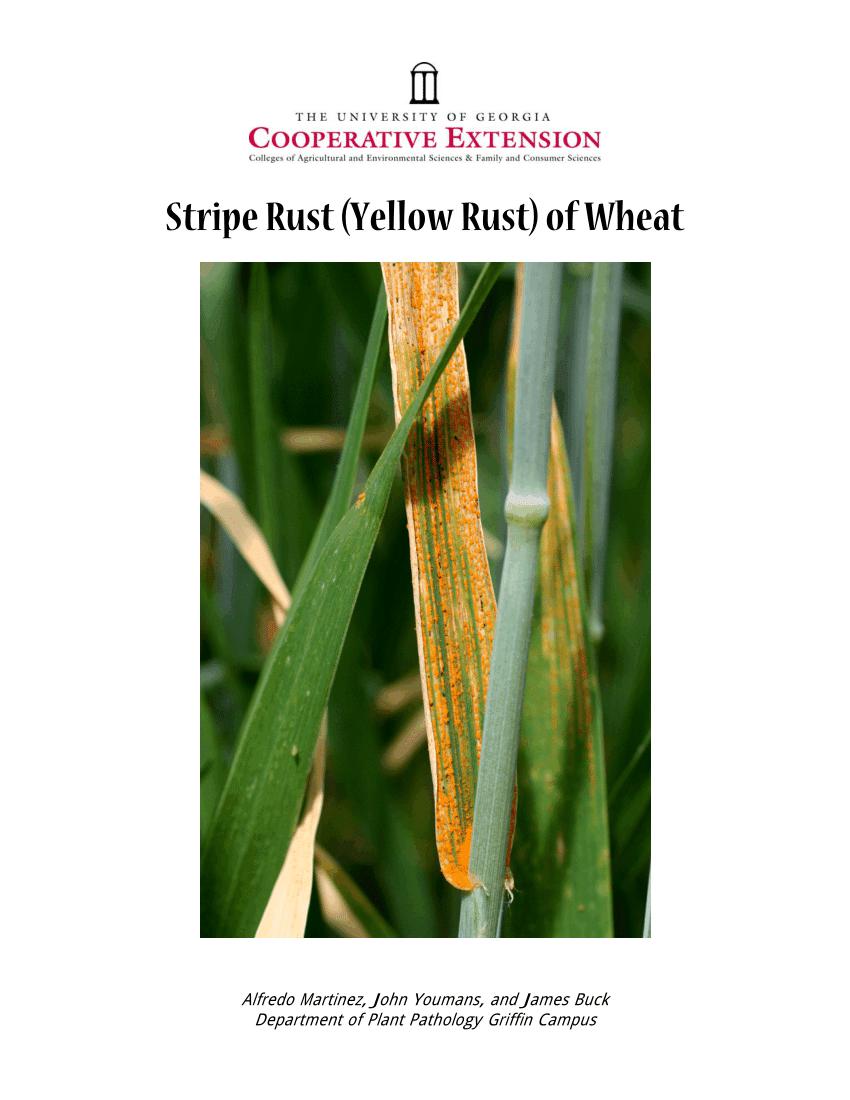 THE UNIVERSITY OF GEORGIA
COOPERATIVE EXTENSION
Colleges of Agricultural and Environmental Sciences & Family and Consumer Sciences
Stripe Rust (Yellow Rust) of Wheat
Alfredo Martinez, John Youmans, and James Buck
Department of Plant Pathology Griffin Campus